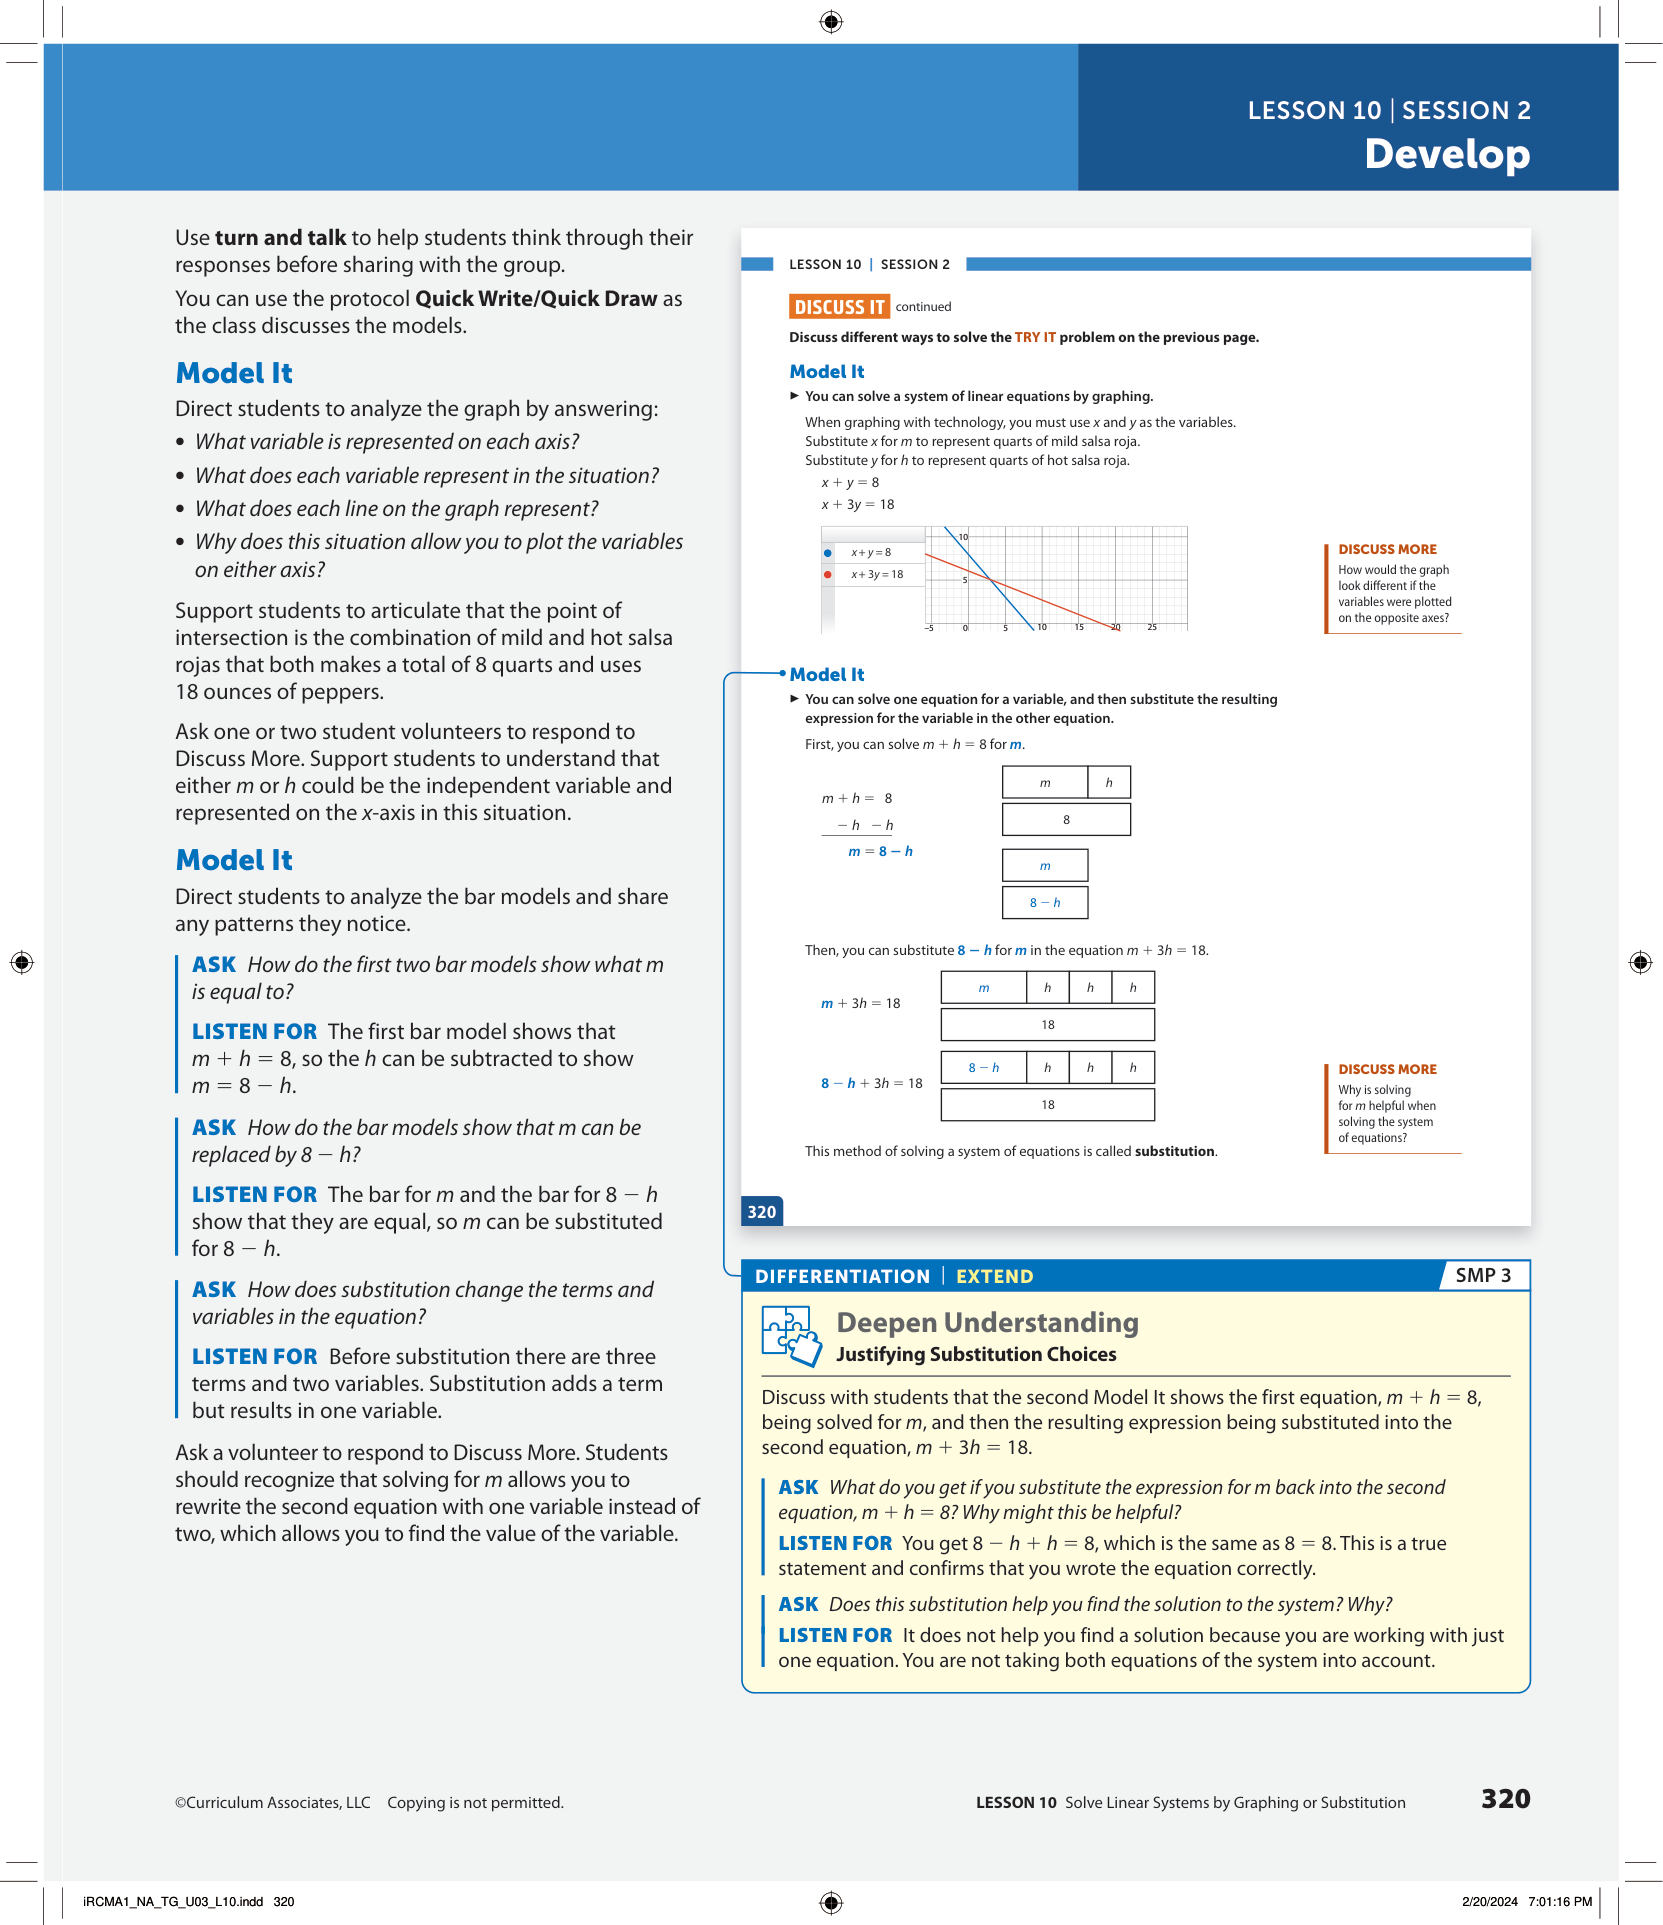 LESSON 10 | SESSION 2
Develop
Use turn and talk to help students think through their
responses before sharing with the group.
You can use the protocol Quick Write/Quick Draw as
the class discusses the models.
Model It
Direct students to analyze the graph by answering:
• What variable is represented on each axis?
• What does each variable represent in the situation?
• What does each line on the graph represent?
• Why does this situation allow you to plot the variables
on either axis?
Support students to articulate that the point of
intersection is the combination of mild and hot salsa
rojas that both makes a total of 8 quarts and uses
18 ounces of peppers.
Ask one or two student volunteers to respond to
Discuss More. Support students to understand that
either m or h could be the independent variable and
represented on the x-axis in this situation.
Model It
Direct students to analyze the bar models and share
any patterns they notice.
ASK How do the first two bar models show what m
is equal to?
LISTEN FOR The first bar model shows that
m + h = 8, so the h can be subtracted to show
m = 8 − h.
ASK How do the bar models show that m can be
replaced by 8 − h?
LISTEN FOR The bar for m and the bar for 8 − h
show that they are equal, so m can be substituted
for 8 − h.
ASK How does substitution change the terms and
variables in the equation?
LISTEN FOR Before substitution there are three
terms and two variables. Substitution adds a term
but results in one variable.
Ask a volunteer to respond to Discuss More. Students
should recognize that solving for m allows you to
rewrite the second equation with one variable instead of
two, which allows you to find the value of the variable.
LESSON 10 | SESSION 2
DISCUSS IT continued
Discuss different ways to solve the TRY IT problem on the previous page.
Model It
► You can solve a system of linear equations by graphing.
When graphing with technology, you must use x and y as the variables.
Substitute x for m to represent quarts of mild salsa roja.
Substitute y for h to represent quarts of hot salsa roja.
x + y = 8
x + 3y = 18
x + y = 8
x + 3y = 18
10
5
–5 0 5 10 15 20 25
DISCUSS MORE
How would the graph
look different if the
variables were plotted
on the opposite axes?
Model It
► You can solve one equation for a variable, and then substitute the resulting
expression for the variable in the other equation.
First, you can solve m + h = 8 for m.
m + h = 8
− h − h
m = 8 − h
m h
8
m
8 − h
Then, you can substitute 8 − h for m in the equation m + 3h = 18.
m + 3h = 18
m h h h
18
8 − h + 3h = 18
8 − h h h h
18
DISCUSS MORE
Why is solving
for m helpful when
solving the system
of equations?
This method of solving a system of equations is called substitution.
320
DIFFERENTIATION | EXTEND
SMP 3
Deepen Understanding
Justifying Substitution Choices
Discuss with students that the second Model It shows the first equation, m + h = 8,
being solved for m, and then the resulting expression being substituted into the
second equation, m + 3h = 18.
ASK What do you get if you substitute the expression for m back into the second
equation, m + h = 8? Why might this be helpful?
LISTEN FOR You get 8 − h + h = 8, which is the same as 8 = 8. This is a true
statement and confirms that you wrote the equation correctly.
ASK Does this substitution help you find the solution to the system? Why?
LISTEN FOR It does not help you find a solution because you are working with just
one equation. You are not taking both equations of the system into account.
©Curriculum Associates, LLC Copying is not permitted.
LESSON 10 Solve Linear Systems by Graphing or Substitution
320
iRCMA1_NA_TG_U03_L10.indd 320
2/20/2024 7:01:16 PM